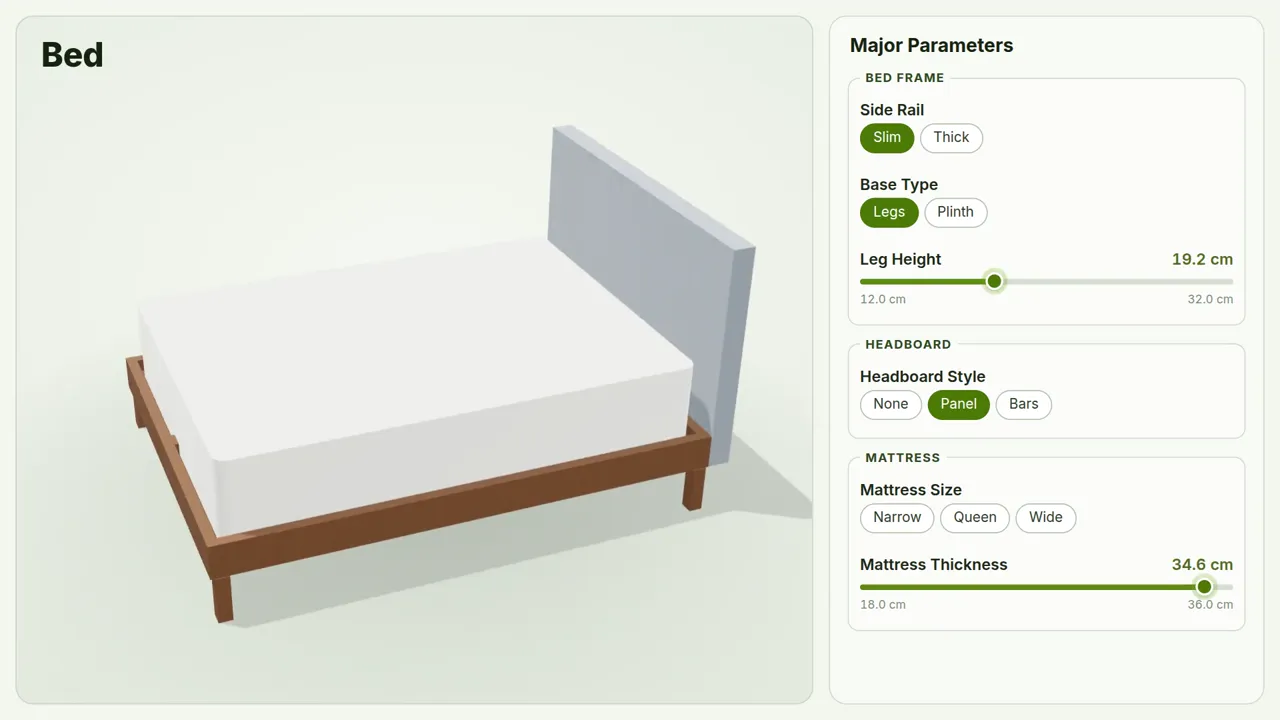 Bed
Major Parameters
BED FRAME
Side Rail
Slim Thick
Base Type
Legs Plinth
Leg Height 19.2 cm
12.0 cm 32.0 cm
HEADBOARD
Headboard Style
None Panel Bars
MATTRESS
Mattress Size
Narrow Queen Wide
Mattress Thickness 34.6 cm
18.0 cm 36.0 cm